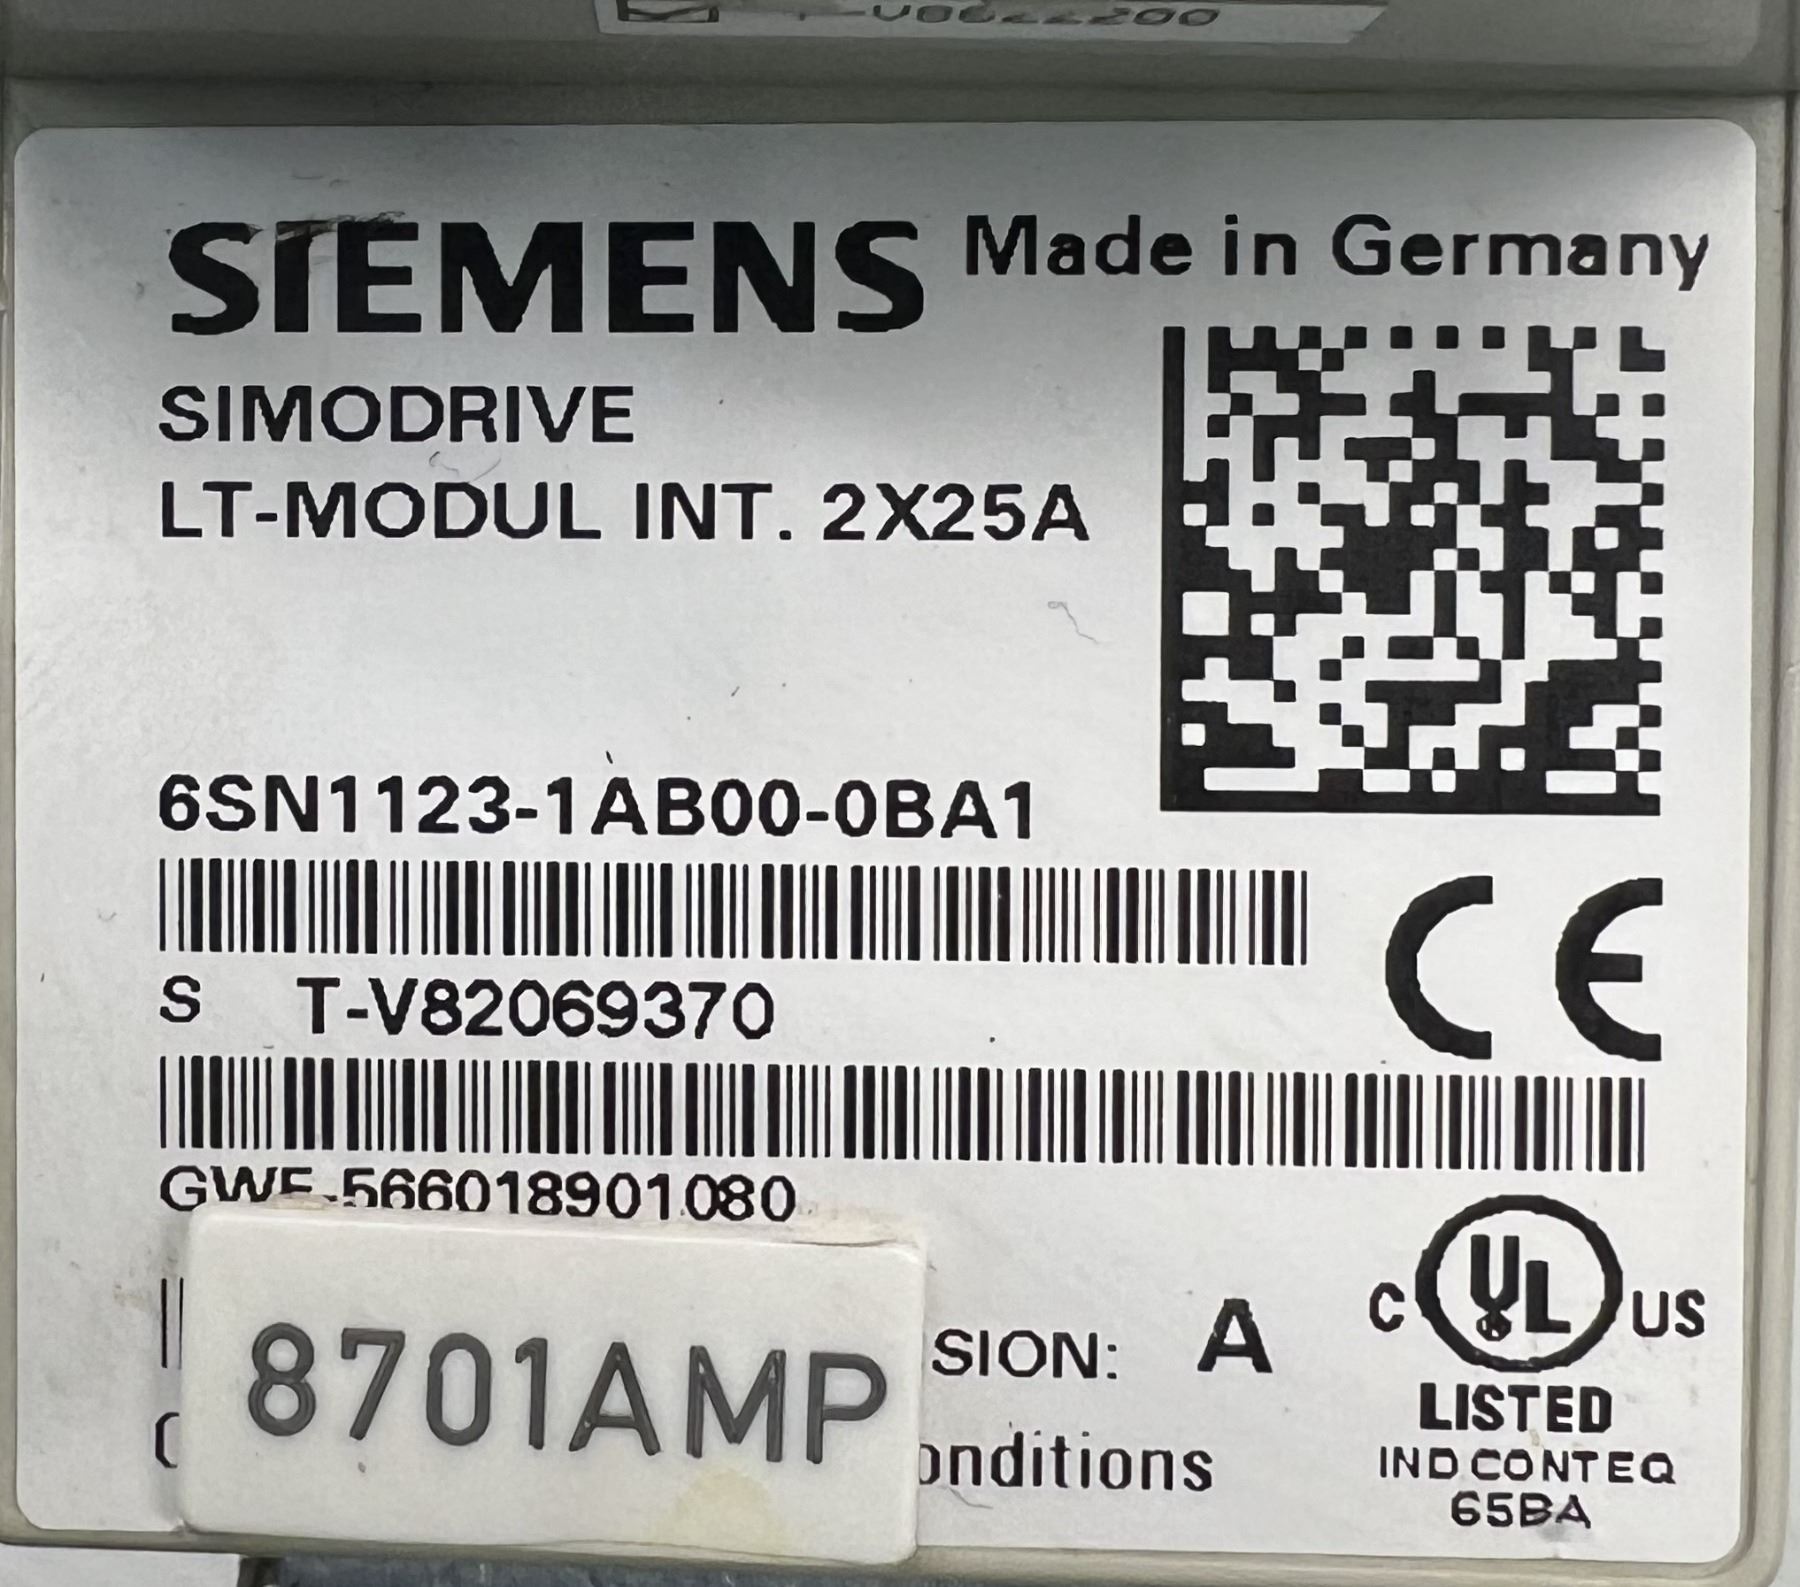 SIEMENS Made in Germany
SIMODRIVE
LT-MODUL INT. 2X25A
6SN1123-1AB00-0BA1
S T-V82069370
GWE-566018901080
8701AMP
SION: A
onditions
C UL US
LISTED
IND CONT EQ
65BA